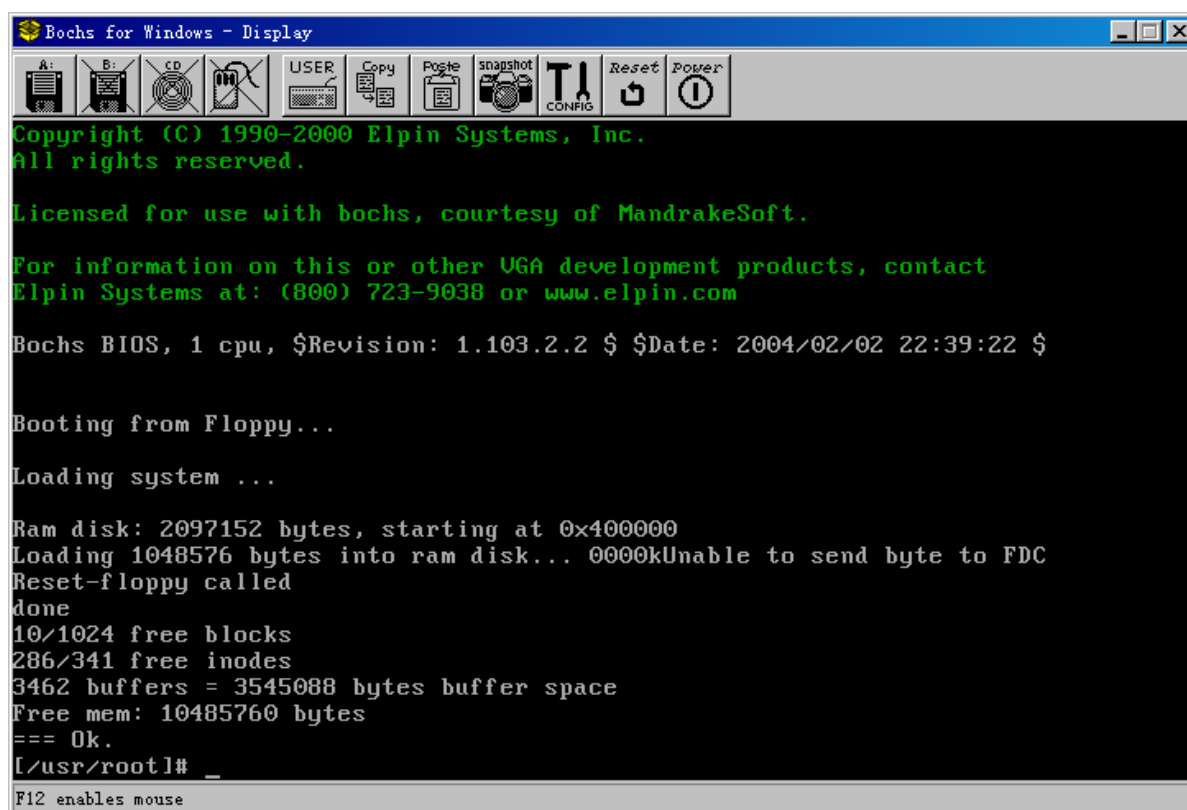 Bochs for Windows - Display
A: B: CD USER Copy Paste snapshot CONFIG Reset Power
Copyright (C) 1990-2000 Elpin Systems, Inc.
All rights reserved.
Licensed for use with bochs, courtesy of MandrakeSoft.
For information on this or other VGA development products, contact
Elpin Systems at: (800) 723-9038 or www.elpin.com
Bochs BIOS, 1 cpu, $Revision: 1.103.2.2 $ $Date: 2004/02/02 22:39:22 $
Booting from Floppy...
Loading system ...
Ram disk: 2097152 bytes, starting at 0x400000
Loading 1048576 bytes into ram disk... 0000kUnable to send byte to FDC
Reset-floppy called
done
10/1024 free blocks
286/341 free inodes
3462 buffers = 3545088 bytes buffer space
Free mem: 10485760 bytes
=== Ok.
[/usr/root]# _
F12 enables mouse